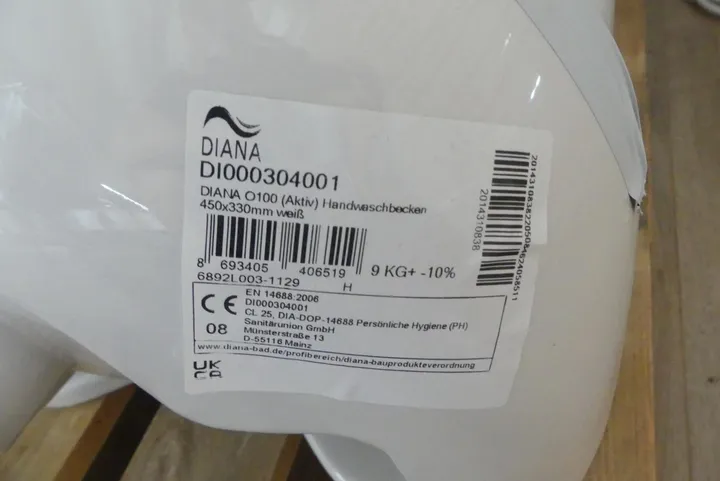 DIANA
DI000304001
DIANA O100 (Aktiv) Handwaschbecken
450x330mm weiß
8 693405 406519
9 KG+ -10%
6892L003-1129 H
CE
08
EN 14688:2006
DI000304001
CL 25, DIA-DOP-14688 Persönliche Hygiene (PH)
Sanitärunion GmbH
Münsterstraße 13
D-55116 Mainz
www.diana-bad.de/profibereich/diana-bauprodukteverordnung
UK
CA
2014310838